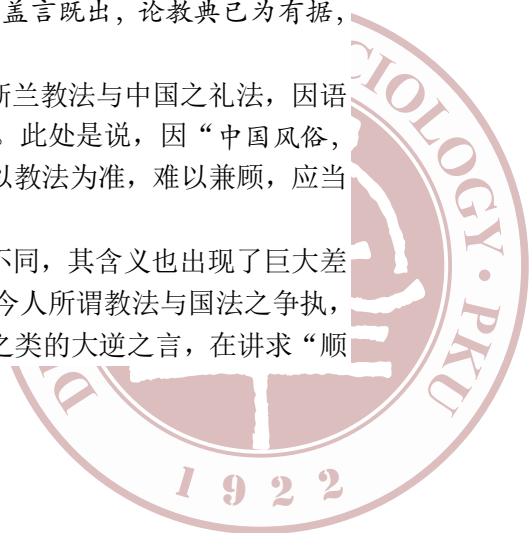 盖言既出，论教典已为有据，
斯兰教法与中国之礼法，因语
。此处是说，因“中国风俗，
以教法为准，难以兼顾，应当
不同，其含义也出现了巨大差
今人所谓教法与国法之争执，
之类的大逆之言，在讲求“顺
CIOLOGY · PKU
1922